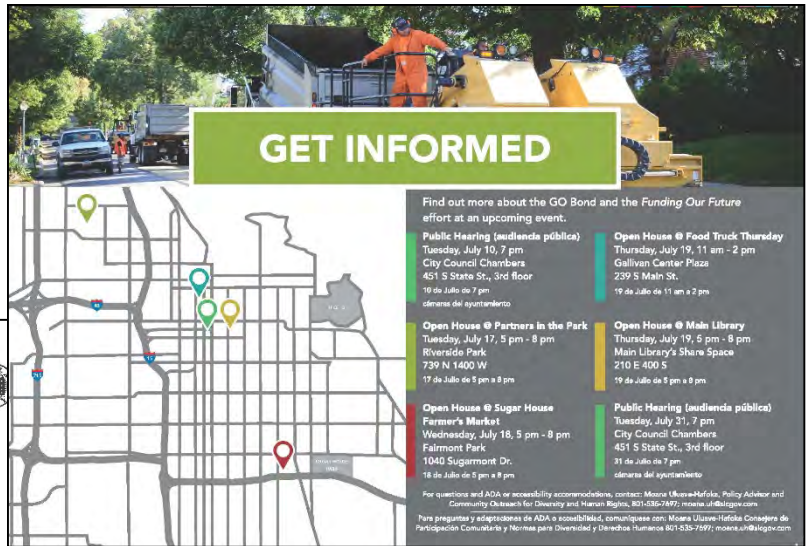 GET INFORMED
Find out more about the GO Bond and the Funding Our Future
effort at an upcoming event.
Public Hearing (audiencia pública)
Tuesday, July 10, 7 pm
City Council Chambers
451 S State St., 3rd floor
10 de Julio de 7 pm
cámaras del ayuntamiento
Open House @ Partners in the Park
Tuesday, July 17, 5 pm - 8 pm
Riverside Park
739 N 1400 W
17 de Julio de 5 pm a 8 pm
Open House @ Sugar House
Farmer's Market
Wednesday, July 18, 5 pm - 8 pm
Fairmont Park
1040 Sugarmont Dr.
18 de Julio de 5 pm a 8 pm
Open House @ Food Truck Thursday
Thursday, July 19, 11 am - 2 pm
Gallivan Center Plaza
239 S Main St.
19 de Julio de 11 am a 2 pm
Open House @ Main Library
Thursday, July 19, 5 pm - 8 pm
Main Library's Share Space
210 E 400 S
19 de Julio de 5 pm a 8 pm
Public Hearing (audiencia pública)
Tuesday, July 31, 7 pm
City Council Chambers
451 S State St., 3rd floor
31 de Julio de 7 pm
cámaras del ayuntamiento
For questions and ADA or accessibility accommodations, contact: Moana Uluave-Hafoka, Policy Advisor and
Community Outreach for Diversity and Human Rights, 801-535-7697; moana.uh@slcgov.com
Para preguntas y adaptaciones de ADA o accesibilidad, comuníquese con: Moana Uluave-Hafoka Consejera de
Participación Comunitaria y Normas para Diversidad y Derechos Humanos 801-535-7697; moana.uh@slcgov.com